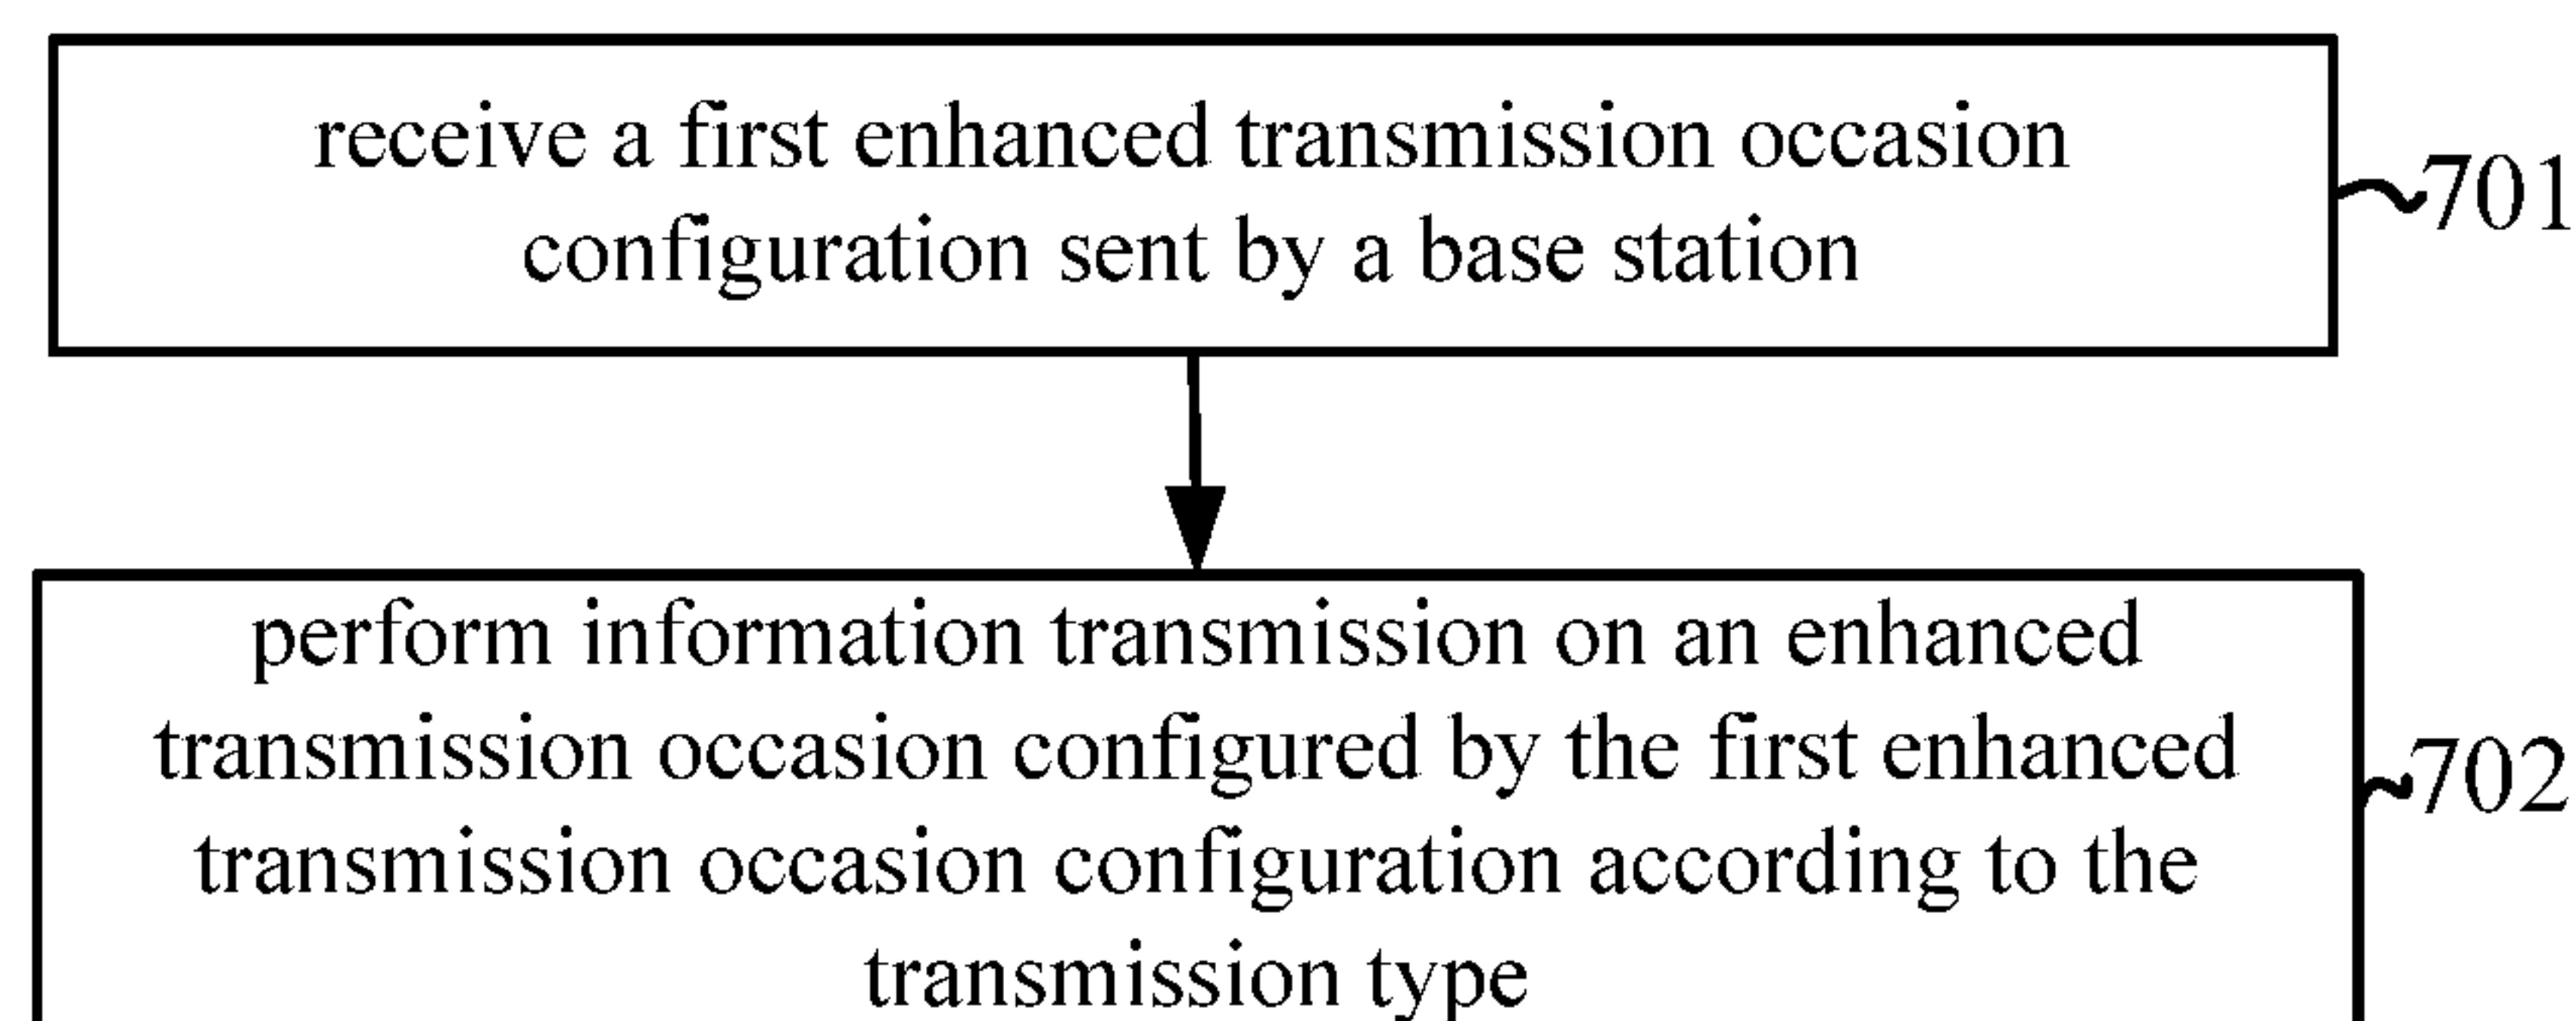 receive a first enhanced transmission occasion
configuration sent by a base station
701
perform information transmission on an enhanced
transmission occasion configured by the first enhanced
transmission occasion configuration according to the
transmission type
702